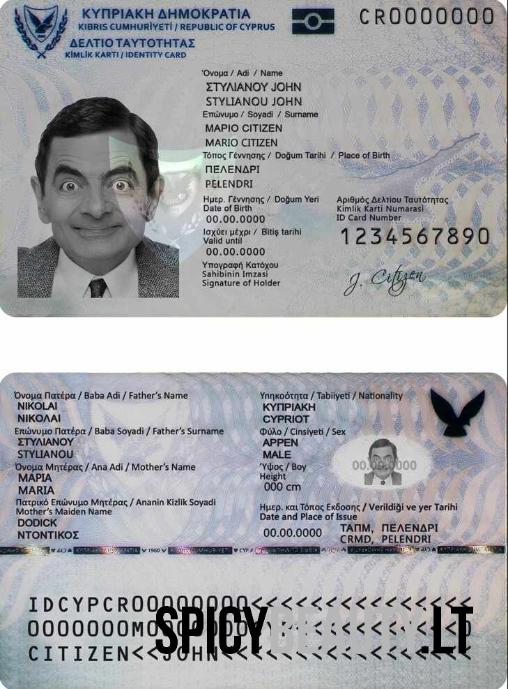 ΚΥΠΡΙΑΚΗ ΔΗΜΟΚΡΑΤΙΑ
KIBRIS CUMHURİYETİ / REPUBLIC OF CYPRUS
ΔΕΛΤΙΟ ΤΑΥΤΟΤΗΤΑΣ
KİMLİK KARTI / IDENTITY CARD
CR0000000
Όνομα / Adi / Name
ΣΤΥΛΙΑΝΟΥ JOHN
STYLIANOU JOHN
Επώνυμο / Soyadi / Surname
ΜΑΡΙΟ CITIZEN
MARIO CITIZEN
Τόπος Γέννησης / Doğum Tarihi / Place of Birth
ΠΕΛΕΝΔΡΙ
PELENDRI
Ημερ. Γέννησης / Doğum Yeri
Date of Birth
00.00.0000
Ισχύει μέχρι / Bitiş tarihi
Valid until
00.00.0000
Υπογραφή Κατόχου
Sahibinin Imzasi
Signature of Holder
Αριθμός Δελτίου Ταυτότητας
Kimlik Karti Numarasi
ID Card Number
1234567890
J. Citizen
Όνομα Πατέρα / Baba Adi / Father's Name
NIKOLAI
ΝΙΚΟΛΑΙ
Επώνυμο Πατέρα / Baba Soyadi / Father's Surname
ΣΤΥΛΙΑΝΟΥ
STYLIANOU
Όνομα Μητέρας / Ana Adi / Mother's Name
ΜΑΡΙΑ
MARIA
Πατρικό Επώνυμο Μητέρας / Ananin Kizlik Soyadi
Mother's Maiden Name
DODICK
ΝΤΟΝΤΙΚΟΣ
Υπηκοότητα / Tabiiyeti / Nationality
ΚΥΠΡΙΑΚΗ
CYPRIOT
Φύλο / Cinsiyeti / Sex
ΑΡΡΕΝ
MALE
Ύψος / Boy
Height
000 cm
00.00.0000
Ημερ. και Τόπος Εκδοσης / Verildiği ve yer Tarihi
Date and Place of Issue
00.00.0000
ΤΑΠΜ, ΠΕΛΕΝΔΡΙ
CRMD, PELENDRI
IDCYPCR00000000<<<<<<<<<<<<<<<
0000000M0
CITIZEN<<JOHN<<<<<<<<<<<<<<<<<
SPICY
.LT